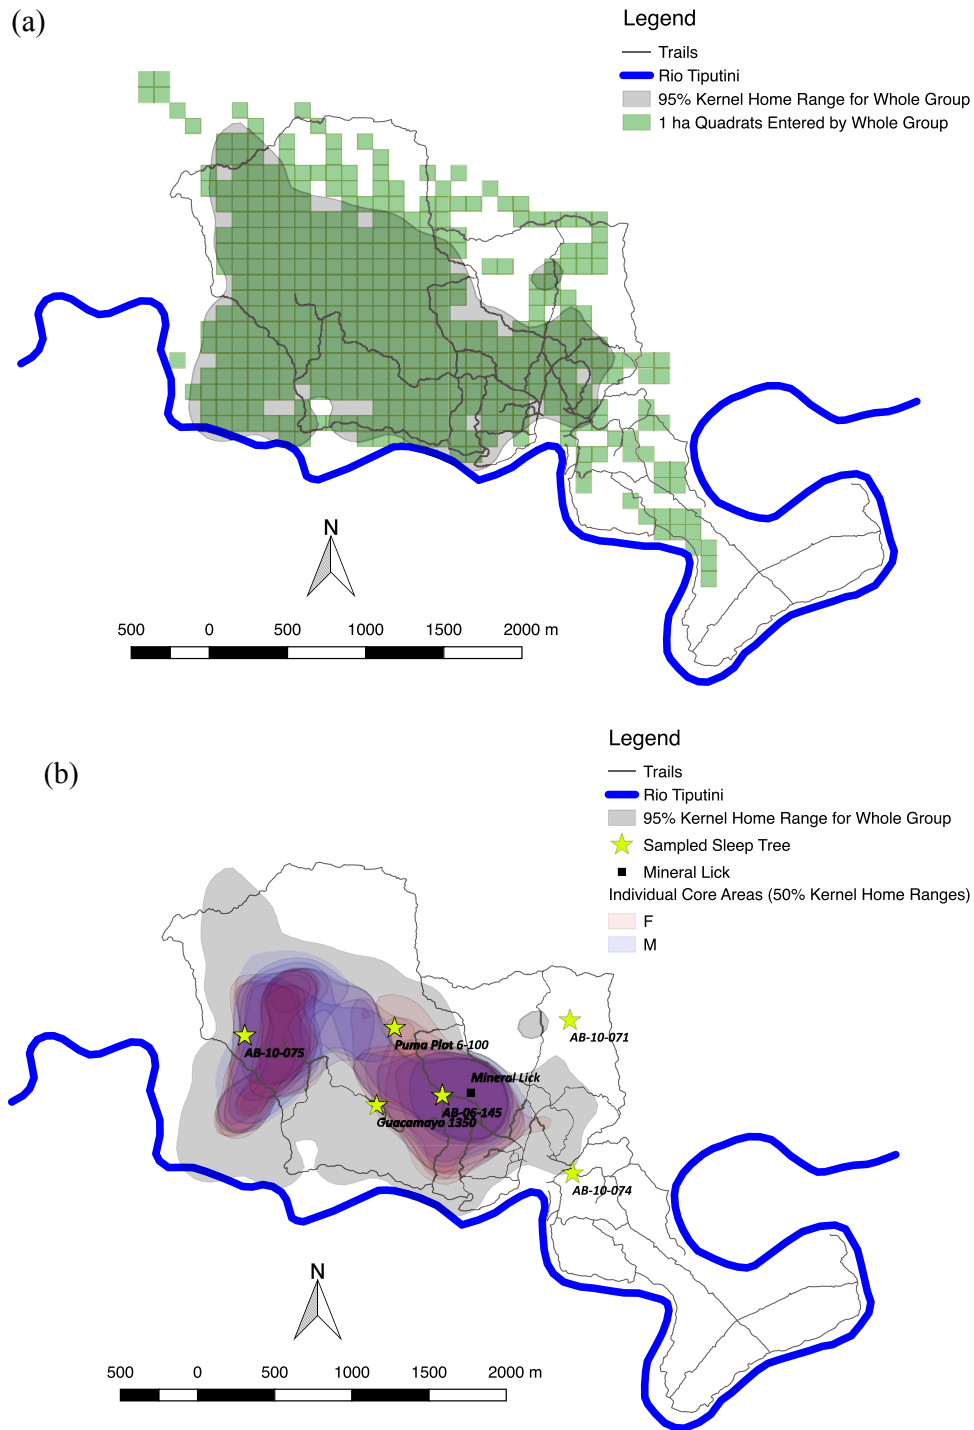 (a)
Legend
Trails
Rio Tiputini
95% Kernel Home Range for Whole Group
1 ha Quadrats Entered by Whole Group
N
500 0 500 1000 1500 2000 m
(b)
Legend
Trails
Rio Tiputini
95% Kernel Home Range for Whole Group
Sampled Sleep Tree
Mineral Lick
Individual Core Areas (50% Kernel Home Ranges)
F
M
AB-10-075
Puma Plot 6-100
AB-10-071
Mineral Lick
AB-06-145
Guacamayo 1350
AB-10-074
N
500 0 500 1000 1500 2000 m